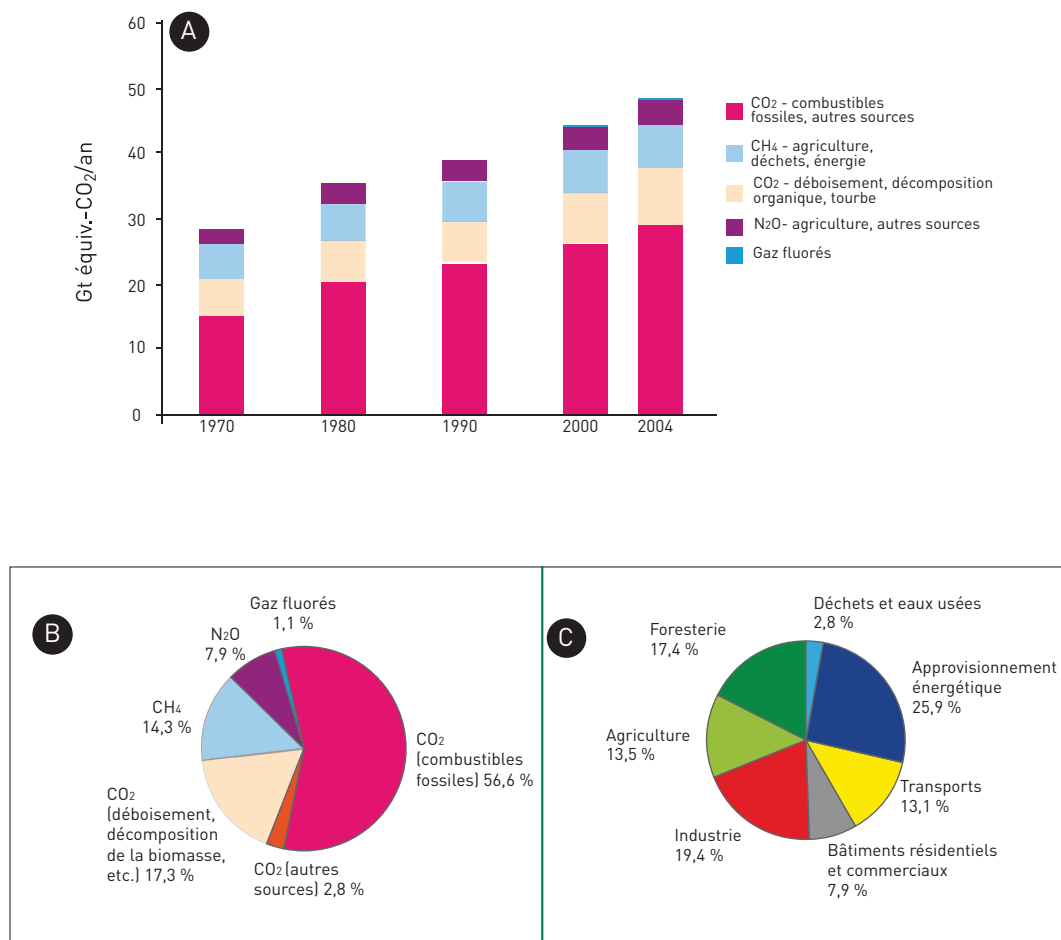 A
60
50
40
30
20
10
0
Gt équiv.-CO2/an
1970
1980
1990
2000
2004
CO2 - combustibles
fossiles, autres sources
CH4 - agriculture,
déchets, énergie
CO2 - déboisement, décomposition
organique, tourbe
N2O- agriculture, autres sources
Gaz fluorés
B
Gaz fluorés
1,1 %
N2O
7,9 %
CH4
14,3 %
CO2
(combustibles
fossiles) 56,6 %
CO2
(déboisement,
décomposition
de la biomasse,
etc.) 17,3 %
CO2 (autres
sources) 2,8 %
C
Déchets et eaux usées
2,8 %
Foresterie
17,4 %
Approvisionnement
énergétique
25,9 %
Agriculture
13,5 %
Transports
13,1 %
Industrie
19,4 %
Bâtiments résidentiels
et commerciaux
7,9 %